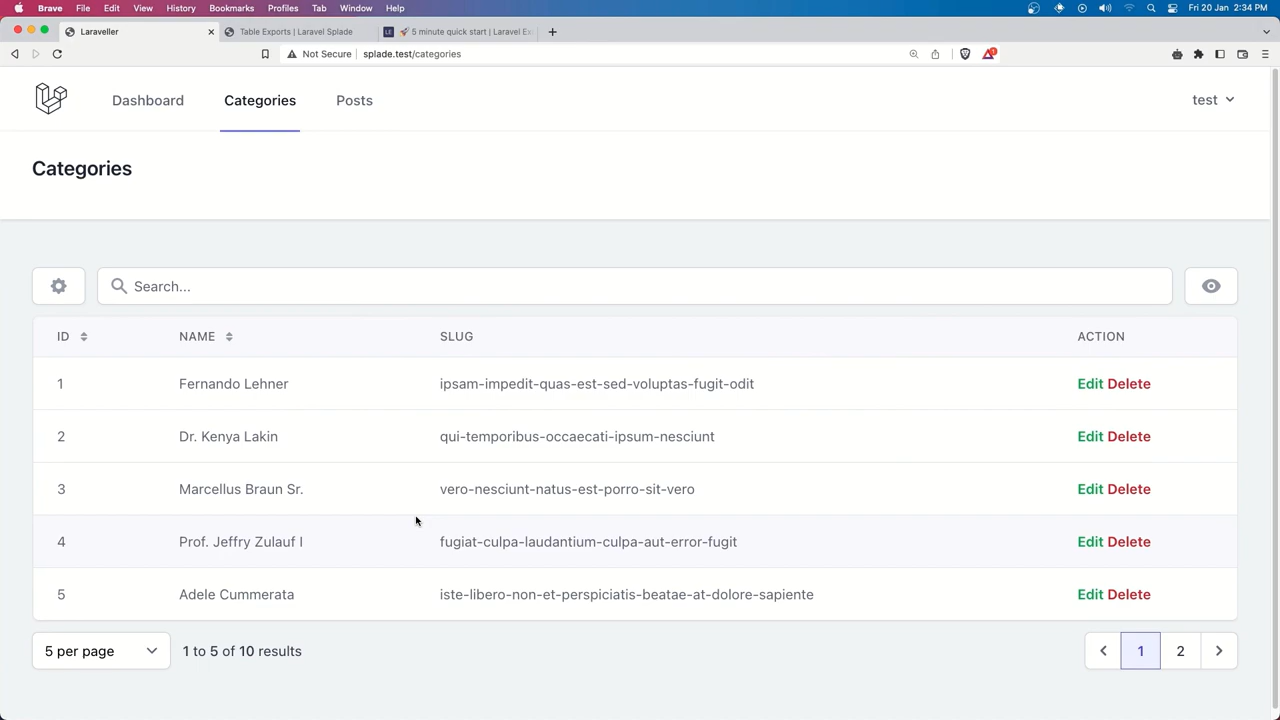 Brave File Edit View History Bookmarks Profiles Tab Window Help Fri 20 Jan 2:34 PM
Laraveller Table Exports | Laravel Splade LE 🚀 5 minute quick start | Laravel Ex
Not Secure splade.test/categories
Dashboard Categories Posts test
Categories
Search...
ID NAME SLUG ACTION
1 Fernando Lehner ipsam-impedit-quas-est-sed-voluptas-fugit-odit Edit Delete
2 Dr. Kenya Lakin qui-temporibus-occaecati-ipsum-nesciunt Edit Delete
3 Marcellus Braun Sr. vero-nesciunt-natus-est-porro-sit-vero Edit Delete
4 Prof. Jeffry Zulauf I fugiat-culpa-laudantium-culpa-aut-error-fugit Edit Delete
5 Adele Cummerata iste-libero-non-et-perspiciatis-beatae-at-dolore-sapiente Edit Delete
5 per page 1 to 5 of 10 results 1 2